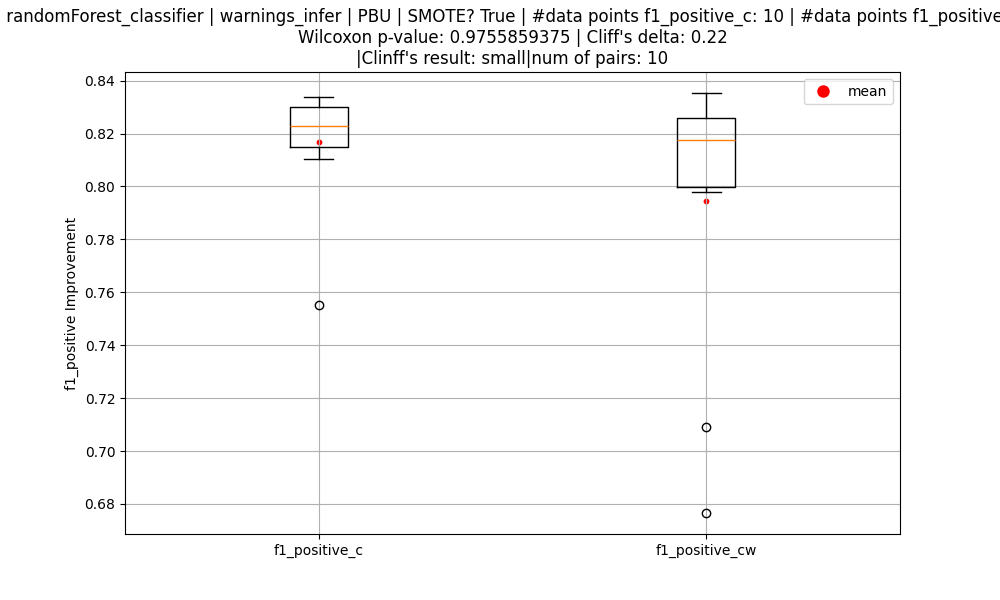 randomForest_classifier | warnings_infer | PBU | SMOTE? True | #data points f1_positive_c: 10 | #data points f1_positive
Wilcoxon p-value: 0.9755859375 | Cliff's delta: 0.22
|Clinff's result: small|num of pairs: 10
mean
0.84
0.82
0.80
0.78
0.76
0.74
0.72
0.70
0.68
f1_positive Improvement
f1_positive_c
f1_positive_cw